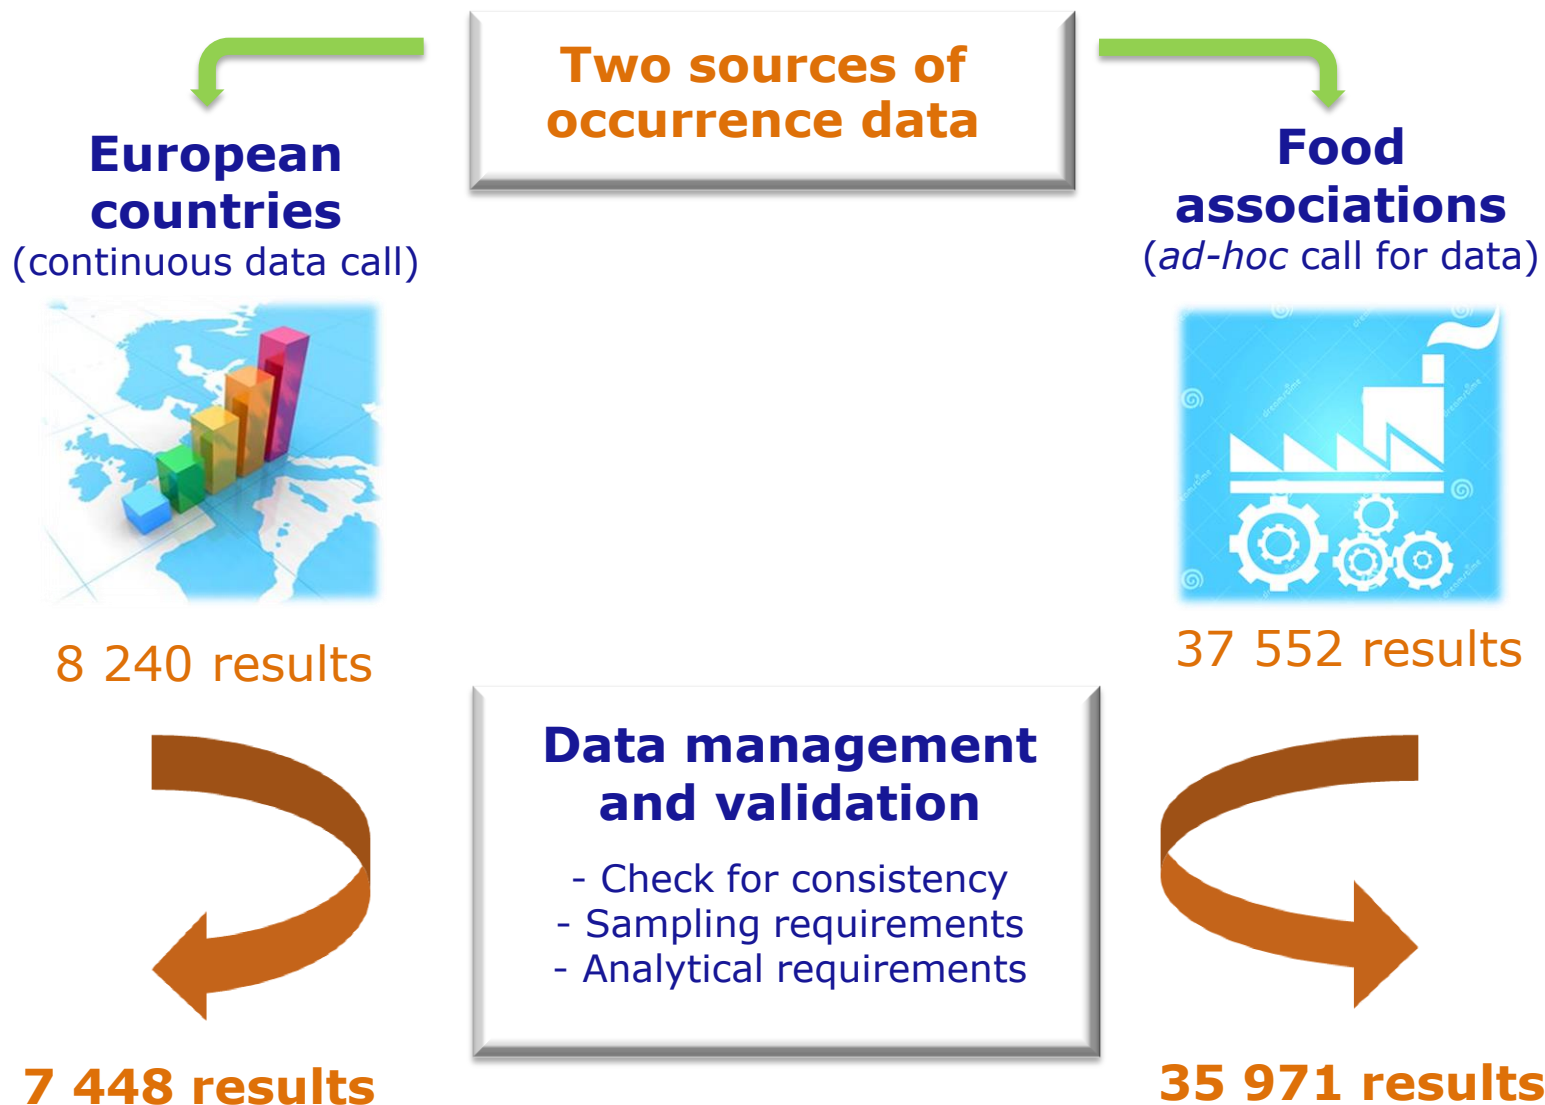 Two sources of
occurrence data
European
countries
(continuous data call)
Food
associations
(ad-hoc call for data)
8 240 results
37 552 results
Data management
and validation
- Check for consistency
- Sampling requirements
- Analytical requirements
7 448 results
35 971 results